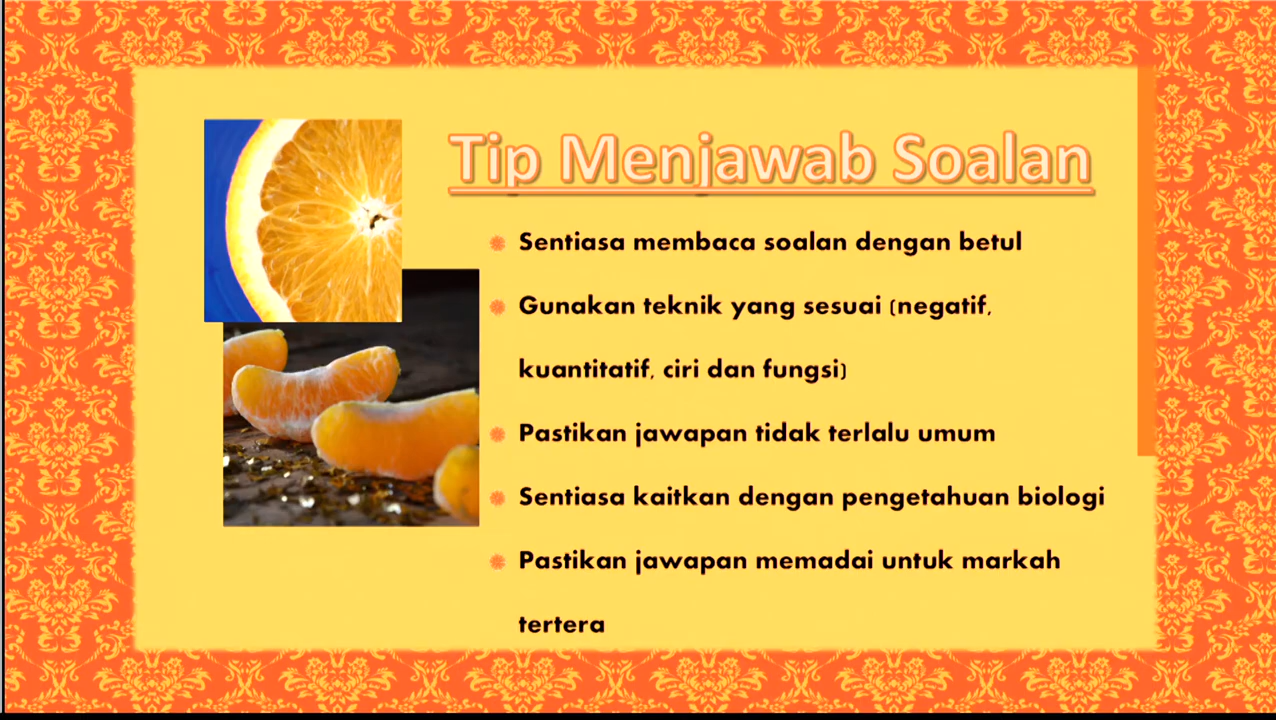 Tip Menjawab Soalan
Sentiasa membaca soalan dengan betul
Gunakan teknik yang sesuai (negatif,
kuantitatif, ciri dan fungsi)
Pastikan jawapan tidak terlalu umum
Sentiasa kaitkan dengan pengetahuan biologi
Pastikan jawapan memadai untuk markah
tertera